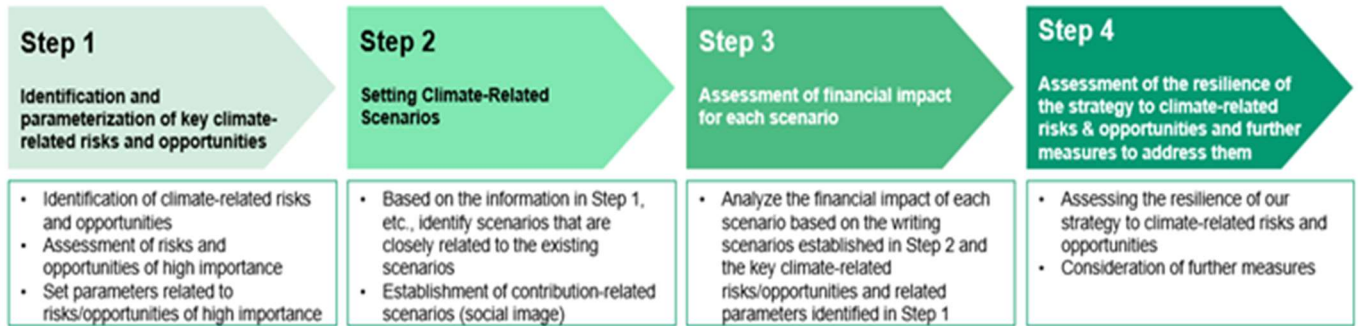 Step 1
Identification and
parameterization of key climate-
related risks and opportunities
• Identification of climate-related risks
and opportunities
• Assessment of risks and
opportunities of high importance
• Set parameters related to
risks/opportunities of high importance
Step 2
Setting Climate-Related
Scenarios
• Based on the information in Step 1,
etc., identify scenarios that are
closely related to the existing
scenarios
• Establishment of contribution-related
scenarios (social image)
Step 3
Assessment of financial impact
for each scenario
• Analyze the financial impact of each
scenario based on the writing
scenarios established in Step 2 and
the key climate-related
risks/opportunities and related
parameters identified in Step 1
Step 4
Assessment of the resilience of
the strategy to climate-related
risks & opportunities and further
measures to address them
• Assessing the resilience of our
strategy to climate-related risks and
opportunities
• Consideration of further measures